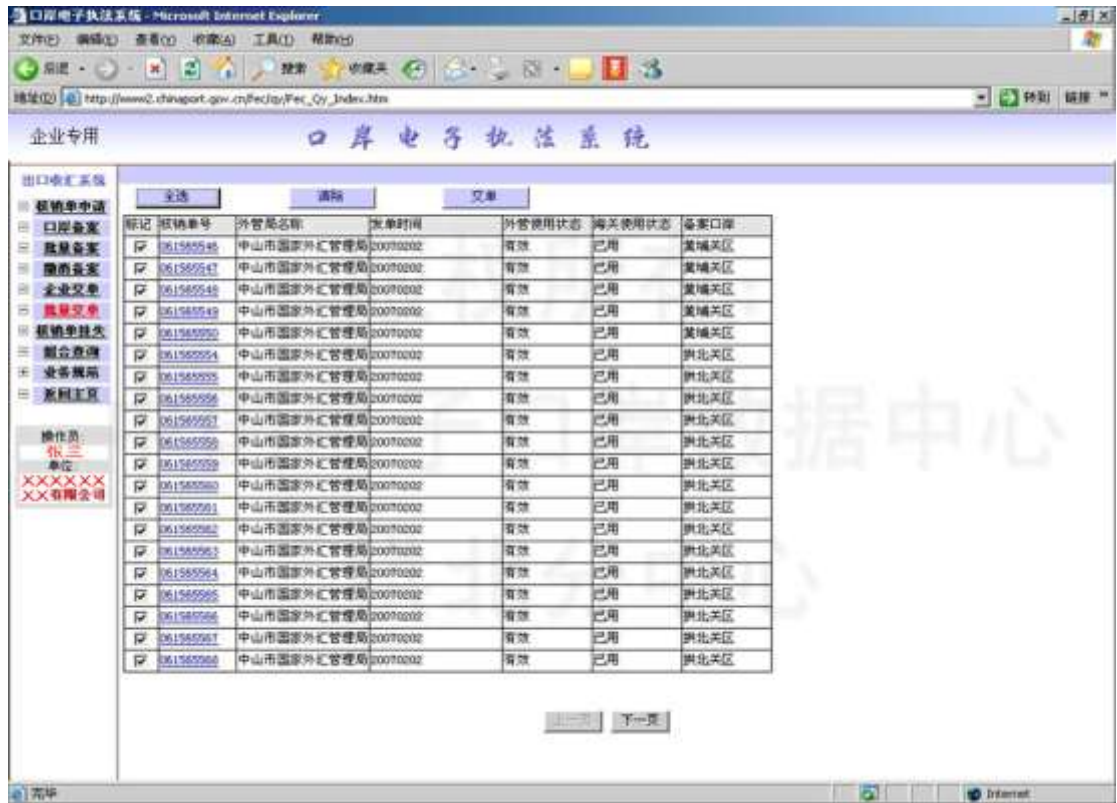 口岸电子执法系统 - Microsoft Internet Explorer
文件(E) 编辑(E) 查看(V) 收藏(A) 工具(T) 帮助(H)
后退 搜索 收藏夹
地址(D) http://www2.chinaport.gov.cn/fec/qy/Fec_Qy_Index.htm 转到 链接 »
企业专用 口岸电子执法系统
出口收汇系统
核销单申请
口岸备案
批量备案
撤消备案
企业交单
批量交单
核销单挂失
组合查询
业务规范
返回主页
操作员
张三
单位
XXXXXX
XX有限公司
全选 清除 交单
标记 核销单号 外管局名称 发单时间 外管使用状态 海关使用状态 备案口岸
061565546 中山市国家外汇管理局 20070202 有效 已用 黄埔关区
061565547 中山市国家外汇管理局 20070202 有效 已用 黄埔关区
061565548 中山市国家外汇管理局 20070202 有效 已用 黄埔关区
061565549 中山市国家外汇管理局 20070202 有效 已用 黄埔关区
061565550 中山市国家外汇管理局 20070202 有效 已用 黄埔关区
061565554 中山市国家外汇管理局 20070202 有效 已用 拱北关区
061565555 中山市国家外汇管理局 20070202 有效 已用 拱北关区
061565556 中山市国家外汇管理局 20070202 有效 已用 拱北关区
061565557 中山市国家外汇管理局 20070202 有效 已用 拱北关区
061565558 中山市国家外汇管理局 20070202 有效 已用 拱北关区
061565559 中山市国家外汇管理局 20070202 有效 已用 拱北关区
061565560 中山市国家外汇管理局 20070202 有效 已用 拱北关区
061565561 中山市国家外汇管理局 20070202 有效 已用 拱北关区
061565562 中山市国家外汇管理局 20070202 有效 已用 拱北关区
061565563 中山市国家外汇管理局 20070202 有效 已用 拱北关区
061565564 中山市国家外汇管理局 20070202 有效 已用 拱北关区
061565565 中山市国家外汇管理局 20070202 有效 已用 拱北关区
061565566 中山市国家外汇管理局 20070202 有效 已用 拱北关区
061565567 中山市国家外汇管理局 20070202 有效 已用 拱北关区
061565568 中山市国家外汇管理局 20070202 有效 已用 拱北关区
上一页 下一页
完毕 Internet